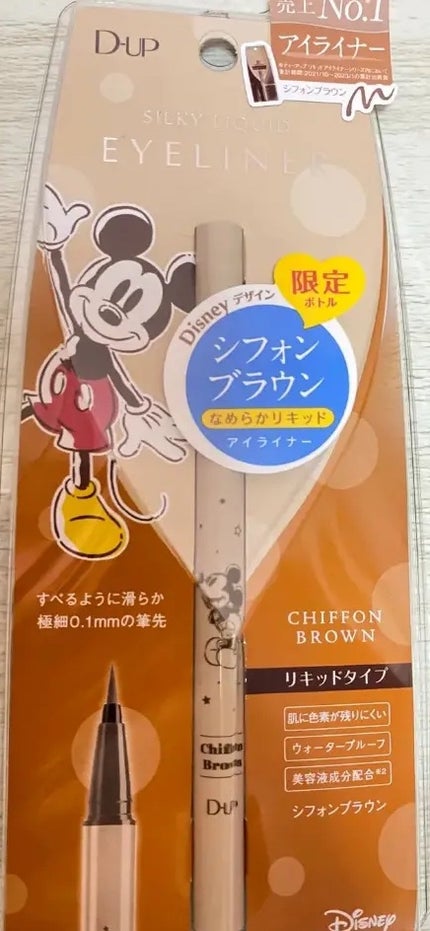 売上No.1
アイライナー
シフォンブラウン
D-UP
SILKY LIQUID
EYELINER
限定
ボトル
Disney デザイン
シフォン
ブラウン
なめらかリキッド
アイライナー
すべるように滑らか
極細0.1mmの筆先
CHIFFON
BROWN
リキッドタイプ
肌に色素が残りにくい
ウォータープルーフ
美容液成分配合※2
シフォンブラウン
Chiffon
Brown
D-UP
Disney